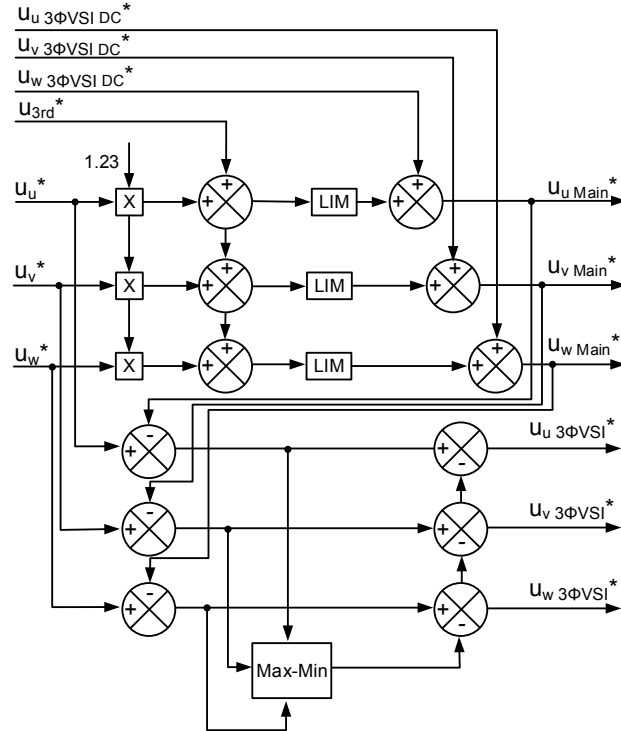 u_u 3ΦVSI DC*
u_v 3ΦVSI DC*
u_w 3ΦVSI DC*
u_3rd*
1.23
u_u* X + + LIM + + u_u Main*
u_v* X + + LIM + + u_v Main*
u_w* X + + LIM + + u_w Main*
- + + - u_u 3ΦVSI*
- + + - u_v 3ΦVSI*
- + + - u_w 3ΦVSI*
Max-Min